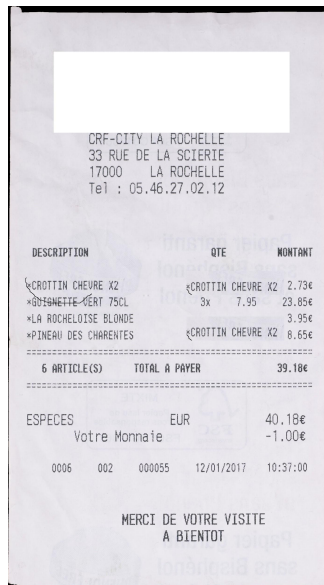 CRF-CITY LA ROCHELLE
33 RUE DE LA SCIERIE
17000 LA ROCHELLE
Tel : 05.46.27.02.12
DESCRIPTION QTE MONTANT
*CROTTIN CHEVRE X2 *CROTTIN CHEVRE X2 2.73€
*GUIGNETTE VERT 75CL 3x 7.95 23.85€
*LA ROCHELOISE BLONDE 3.95€
*PINEAU DES CHARENTES *CROTTIN CHEVRE X2 8.65€
6 ARTICLE(S) TOTAL A PAYER 39.18€
ESPECES EUR 40.18€
Votre Monnaie -1.00€
0006 002 000055 12/01/2017 10:37:00
MERCI DE VOTRE VISITE
A BIENTOT